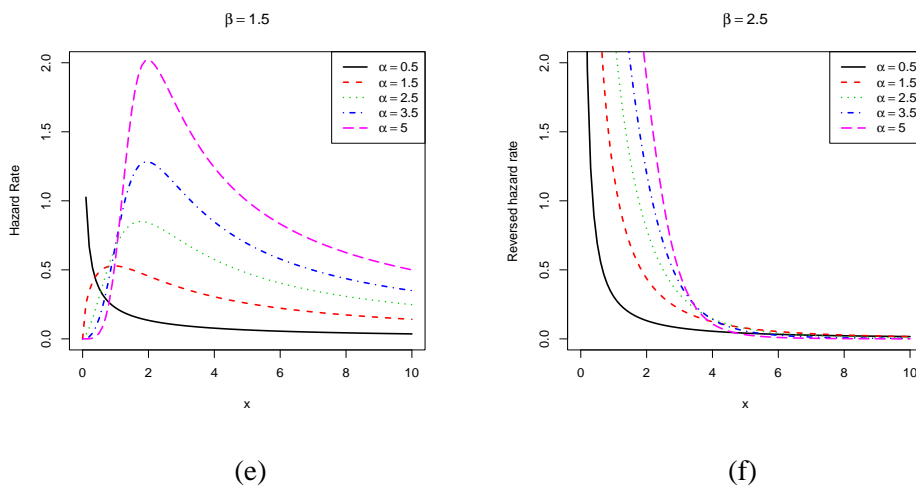 β = 1.5
Hazard Rate
2.0
1.5
1.0
0.5
0.0
α = 0.5
α = 1.5
α = 2.5
α = 3.5
α = 5
0 2 4 6 8 10
x
(e)
β = 2.5
Reversed hazard rate
2.0
1.5
1.0
0.5
0.0
α = 0.5
α = 1.5
α = 2.5
α = 3.5
α = 5
0 2 4 6 8 10
x
(f)